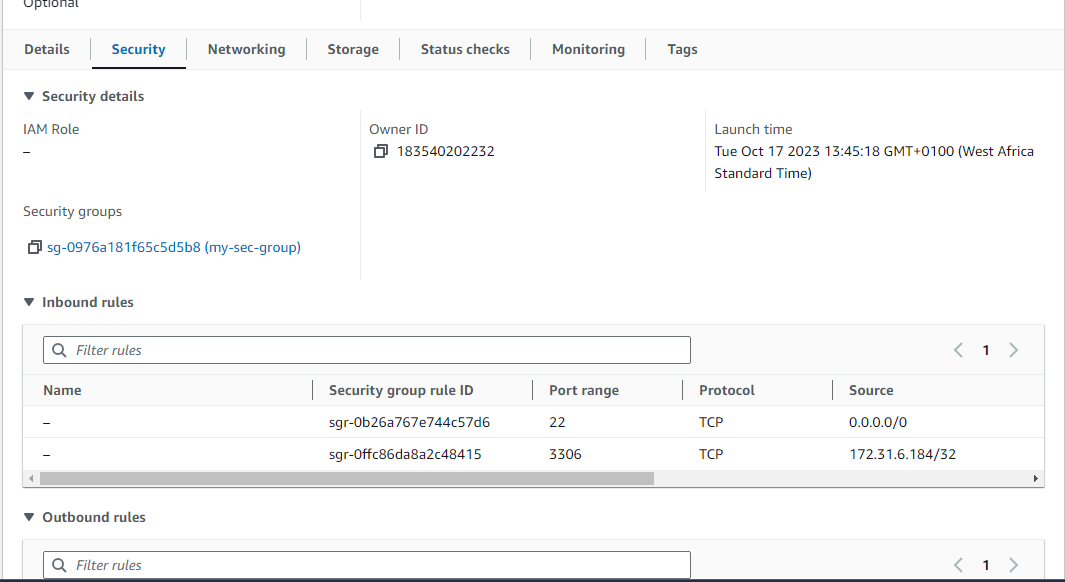 Optional
Details Security Networking Storage Status checks Monitoring Tags
Security details
IAM Role Owner ID Launch time
– 183540202232 Tue Oct 17 2023 13:45:18 GMT+0100 (West Africa
Standard Time)
Security groups
sg-0976a181f65c5d5b8 (my-sec-group)
Inbound rules
Filter rules 1
Name Security group rule ID Port range Protocol Source
– sgr-0b26a767e744c57d6 22 TCP 0.0.0.0/0
– sgr-0ffc86da8a2c48415 3306 TCP 172.31.6.184/32
Outbound rules
Filter rules 1